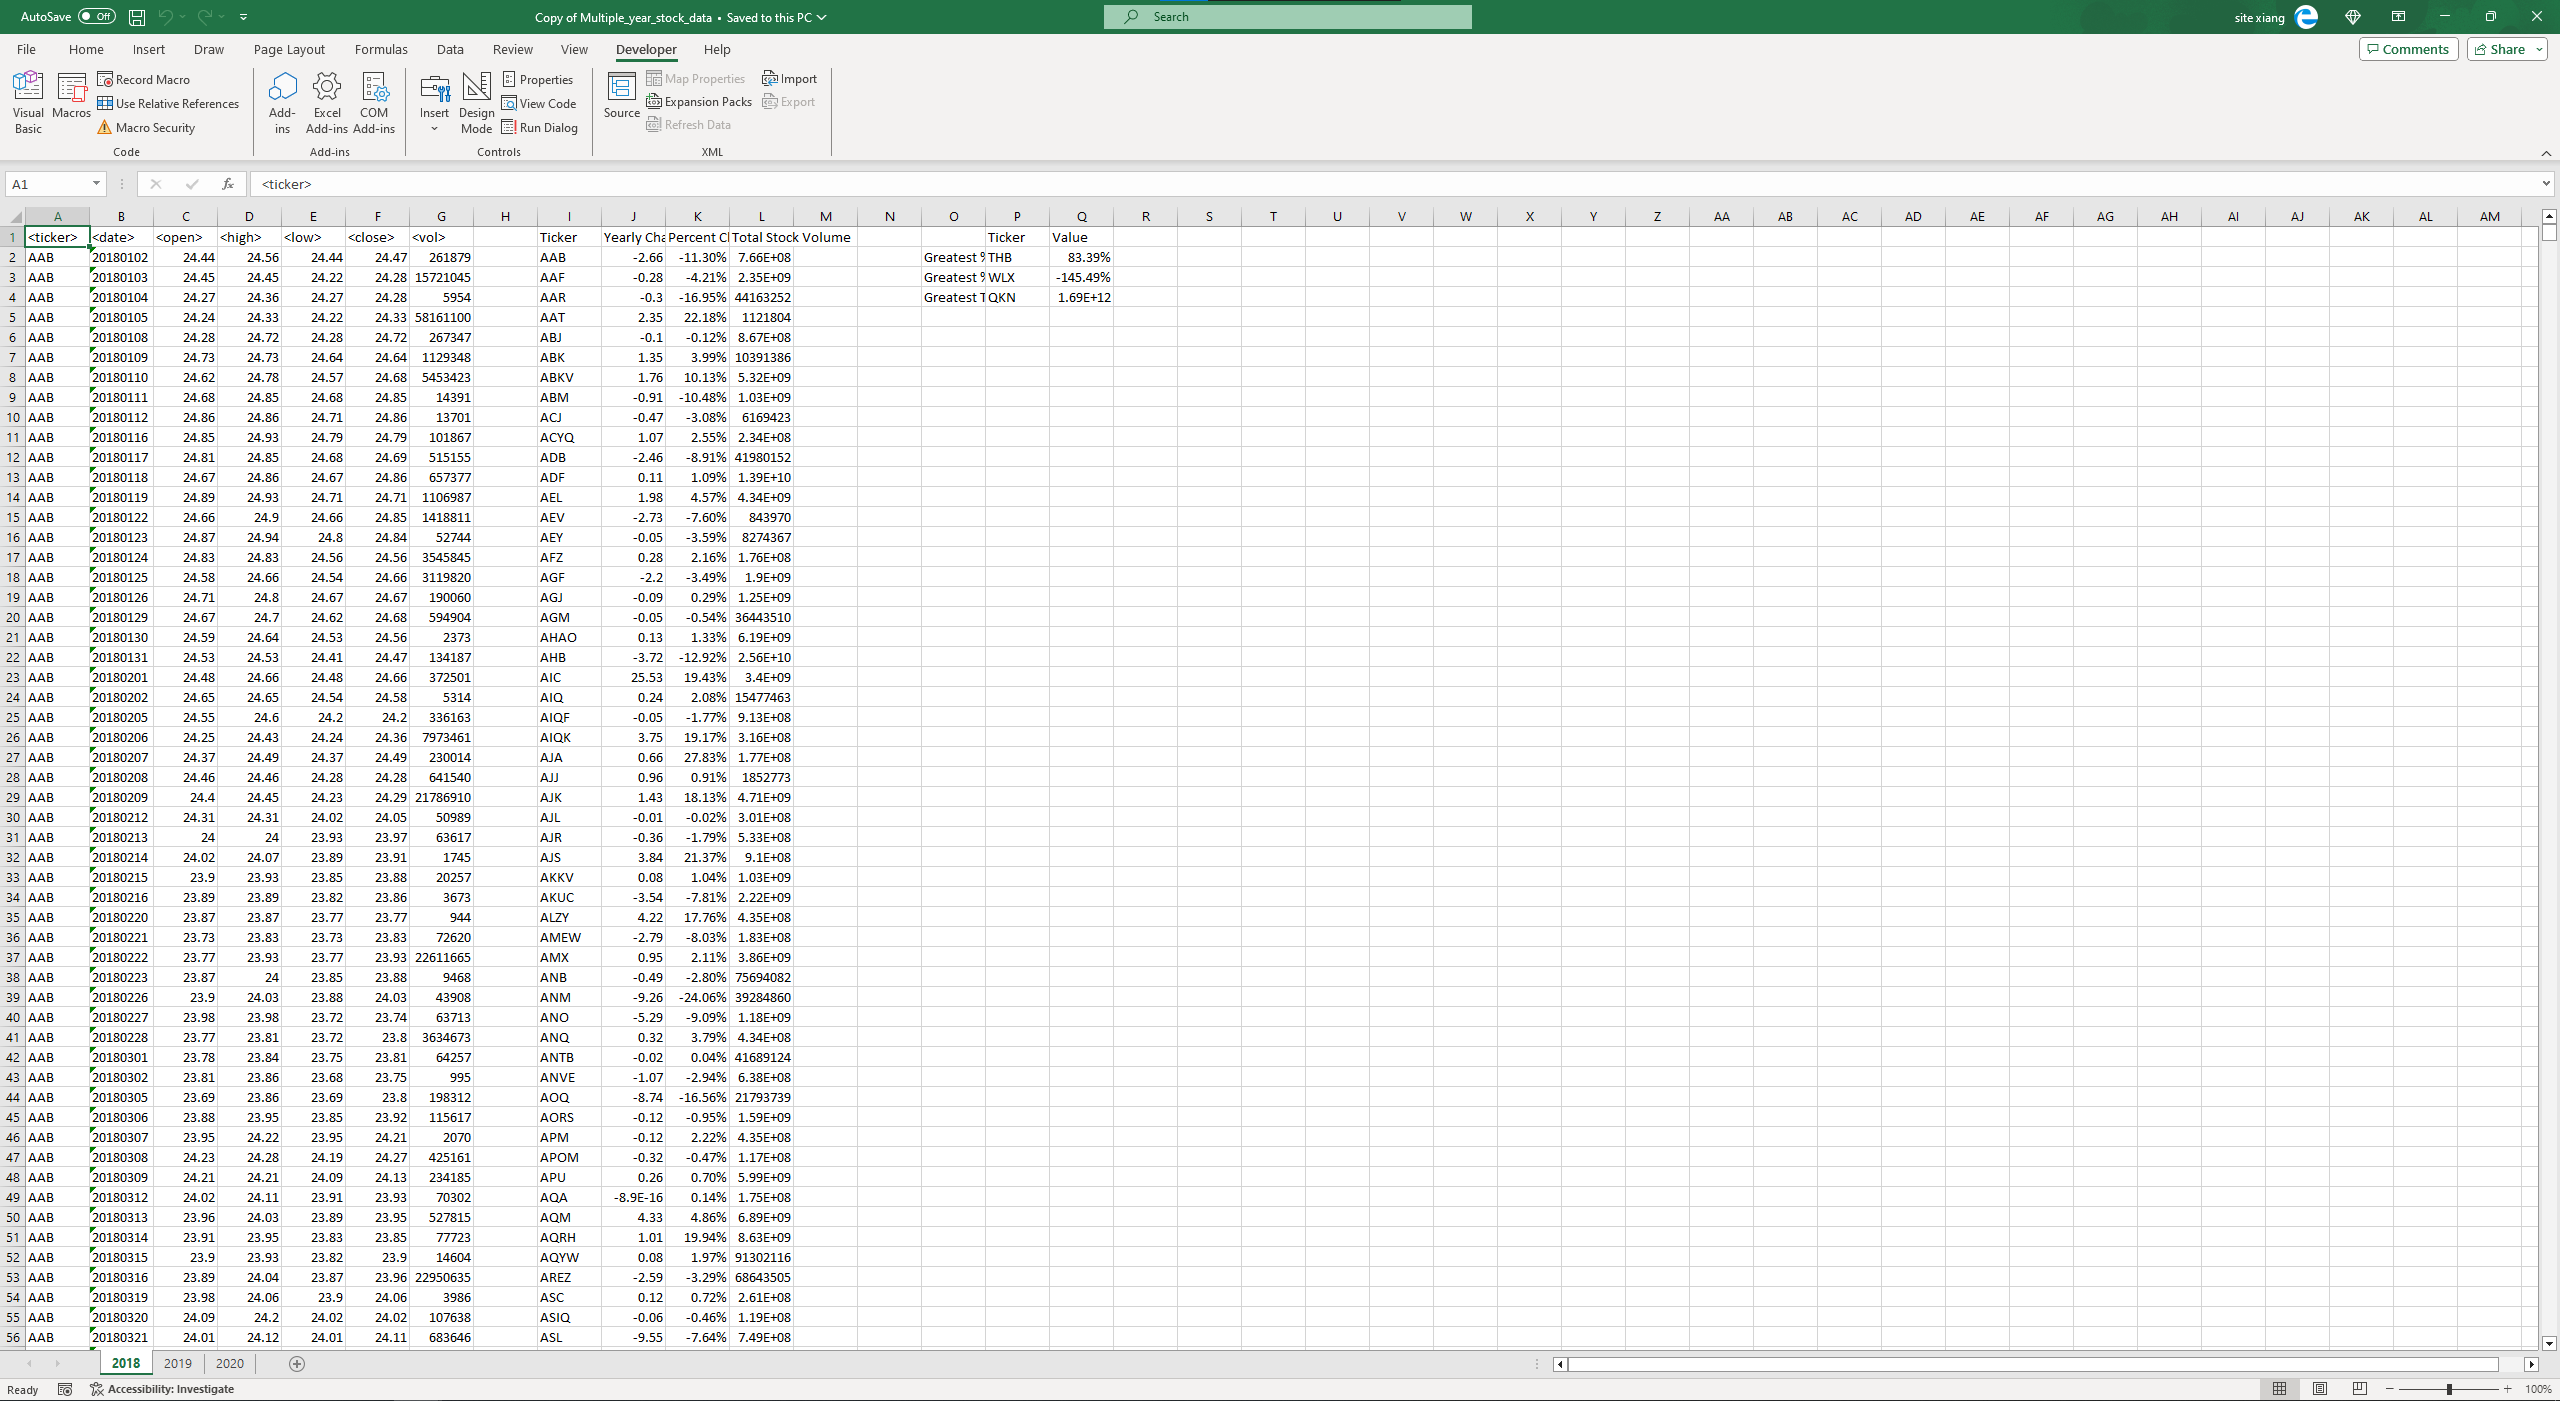 AutoSave Off Copy of Multiple_year_stock_data • Saved to this PC Search site xiang
File Home Insert Draw Page Layout Formulas Data Review View Developer Help Comments Share
Visual Basic Macros Record Macro Use Relative References Macro Security
Add-ins Excel Add-ins COM Add-ins
Insert Design Mode Properties View Code Run Dialog
Source Map Properties Expansion Packs Refresh Data Import Export
Code Add-ins Controls XML
A1 fx <ticker>
A B C D E F G H I J K L M N O P Q R S T U V W X Y Z AA AB AC AD AE AF AG AH AI AJ AK AL AM
1 <ticker> <date> <open> <high> <low> <close> <vol> Ticker Yearly Cha Percent Cl Total Stock Volume Ticker Value
2 AAB 20180102 24.44 24.56 24.44 24.47 261879 AAB -2.66 -11.30% 7.66E+08 Greatest % THB 83.39%
3 AAB 20180103 24.45 24.45 24.22 24.28 15721045 AAF -0.28 -4.21% 2.35E+09 Greatest % WLX -145.49%
4 AAB 20180104 24.27 24.36 24.27 24.28 5954 AAR -0.3 -16.95% 44163252 Greatest T QKN 1.69E+12
5 AAB 20180105 24.24 24.33 24.22 24.33 58161100 AAT 2.35 22.18% 1121804
6 AAB 20180108 24.28 24.72 24.28 24.72 267347 ABJ -0.1 -0.12% 8.67E+08
7 AAB 20180109 24.73 24.73 24.64 24.64 1129348 ABK 1.35 3.99% 10391386
8 AAB 20180110 24.62 24.78 24.57 24.68 5453423 ABKV 1.76 10.13% 5.32E+09
9 AAB 20180111 24.68 24.85 24.68 24.85 14391 ABM -0.91 -10.48% 1.03E+09
10 AAB 20180112 24.86 24.86 24.71 24.86 13701 ACJ -0.47 -3.08% 6169423
11 AAB 20180116 24.85 24.93 24.79 24.79 101867 ACYQ 1.07 2.55% 2.34E+08
12 AAB 20180117 24.81 24.85 24.68 24.69 515155 ADB -2.46 -8.91% 41980152
13 AAB 20180118 24.67 24.86 24.67 24.86 657377 ADF 0.11 1.09% 1.39E+10
14 AAB 20180119 24.89 24.93 24.71 24.71 1106987 AEL 1.98 4.57% 4.34E+09
15 AAB 20180122 24.66 24.9 24.66 24.85 1418811 AEV -2.73 -7.60% 843970
16 AAB 20180123 24.87 24.94 24.8 24.84 52744 AEY -0.05 -3.59% 8274367
17 AAB 20180124 24.83 24.83 24.56 24.56 3545845 AFZ 0.28 2.16% 1.76E+08
18 AAB 20180125 24.58 24.66 24.54 24.66 3119820 AGF -2.2 -3.49% 1.9E+09
19 AAB 20180126 24.71 24.8 24.67 24.67 190060 AGJ -0.09 0.29% 1.25E+09
20 AAB 20180129 24.67 24.7 24.62 24.68 594904 AGM -0.05 -0.54% 36443510
21 AAB 20180130 24.59 24.64 24.53 24.56 2373 AHAO 0.13 1.33% 6.19E+09
22 AAB 20180131 24.53 24.53 24.41 24.47 134187 AHB -3.72 -12.92% 2.56E+10
23 AAB 20180201 24.48 24.66 24.48 24.66 372501 AIC 25.53 19.43% 3.4E+09
24 AAB 20180202 24.65 24.65 24.54 24.58 5314 AIQ 0.24 2.08% 15477463
25 AAB 20180205 24.55 24.6 24.2 24.2 336163 AIQF -0.05 -1.77% 9.13E+08
26 AAB 20180206 24.25 24.43 24.24 24.36 7973461 AIQK 3.75 19.17% 3.16E+08
27 AAB 20180207 24.37 24.49 24.37 24.49 230014 AJA 0.66 27.83% 1.77E+08
28 AAB 20180208 24.46 24.46 24.28 24.28 641540 AJJ 0.96 0.91% 1852773
29 AAB 20180209 24.4 24.45 24.23 24.29 21786910 AJK 1.43 18.13% 4.71E+09
30 AAB 20180212 24.31 24.31 24.02 24.05 50989 AJL -0.01 -0.02% 3.01E+08
31 AAB 20180213 24 24 23.93 23.97 63617 AJR -0.36 -1.79% 5.33E+08
32 AAB 20180214 24.02 24.07 23.89 23.91 1745 AJS 3.84 21.37% 9.1E+08
33 AAB 20180215 23.9 23.93 23.85 23.88 20257 AKKV 0.08 1.04% 1.03E+09
34 AAB 20180216 23.89 23.89 23.82 23.86 3673 AKUC -3.54 -7.81% 2.22E+09
35 AAB 20180220 23.87 23.87 23.77 23.77 944 ALZY 4.22 17.76% 4.35E+08
36 AAB 20180221 23.73 23.83 23.73 23.83 72620 AMEW -2.79 -8.03% 1.83E+08
37 AAB 20180222 23.77 23.93 23.77 23.93 22611665 AMX 0.95 2.11% 3.86E+09
38 AAB 20180223 23.87 24 23.85 23.88 9468 ANB -0.49 -2.80% 75694082
39 AAB 20180226 23.9 24.03 23.88 24.03 43908 ANM -9.26 -24.06% 39284860
40 AAB 20180227 23.98 23.98 23.72 23.74 63713 ANO -5.29 -9.09% 1.18E+09
41 AAB 20180228 23.77 23.81 23.72 23.8 3634673 ANQ 0.32 3.79% 4.34E+08
42 AAB 20180301 23.78 23.84 23.75 23.81 64257 ANTB -0.02 0.04% 41689124
43 AAB 20180302 23.81 23.86 23.68 23.75 995 ANVE -1.07 -2.94% 6.38E+08
44 AAB 20180305 23.69 23.86 23.69 23.8 198312 AOQ -8.74 -16.56% 21793739
45 AAB 20180306 23.88 23.95 23.85 23.92 115617 AORS -0.12 -0.95% 1.59E+09
46 AAB 20180307 23.95 24.22 23.95 24.21 2070 APM -0.12 2.22% 4.35E+08
47 AAB 20180308 24.23 24.28 24.19 24.27 425161 APOM -0.32 -0.47% 1.17E+08
48 AAB 20180309 24.21 24.21 24.09 24.13 234185 APU 0.26 0.70% 5.99E+09
49 AAB 20180312 24.02 24.11 23.91 23.93 70302 AQA -8.9E-16 0.14% 1.75E+08
50 AAB 20180313 23.96 24.03 23.89 23.95 527815 AQM 4.33 4.86% 6.89E+09
51 AAB 20180314 23.91 23.95 23.83 23.85 77723 AQRH 1.01 19.94% 8.63E+09
52 AAB 20180315 23.9 23.93 23.82 23.9 14604 AQYW 0.08 1.97% 91302116
53 AAB 20180316 23.89 24.04 23.87 23.96 22950635 AREZ -2.59 -3.29% 68643505
54 AAB 20180319 23.98 24.06 23.9 24.06 3986 ASC 0.12 0.72% 2.61E+08
55 AAB 20180320 24.09 24.2 24.02 24.02 107638 ASIQ -0.06 -0.46% 1.19E+08
56 AAB 20180321 24.01 24.12 24.01 24.11 683646 ASL -9.55 -7.64% 7.49E+08
2018 2019 2020
Ready Accessibility: Investigate 100%